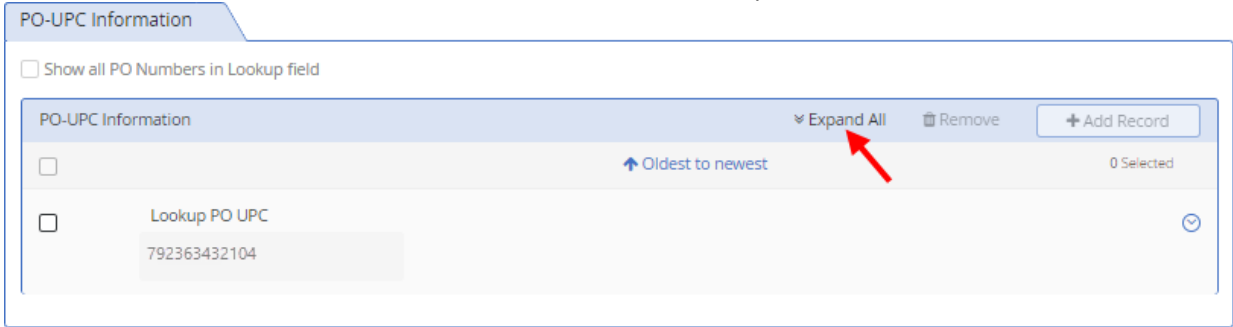 PO-UPC Information
Show all PO Numbers in Lookup field
PO-UPC Information Expand All Remove + Add Record
Oldest to newest 0 Selected
Lookup PO UPC
792363432104